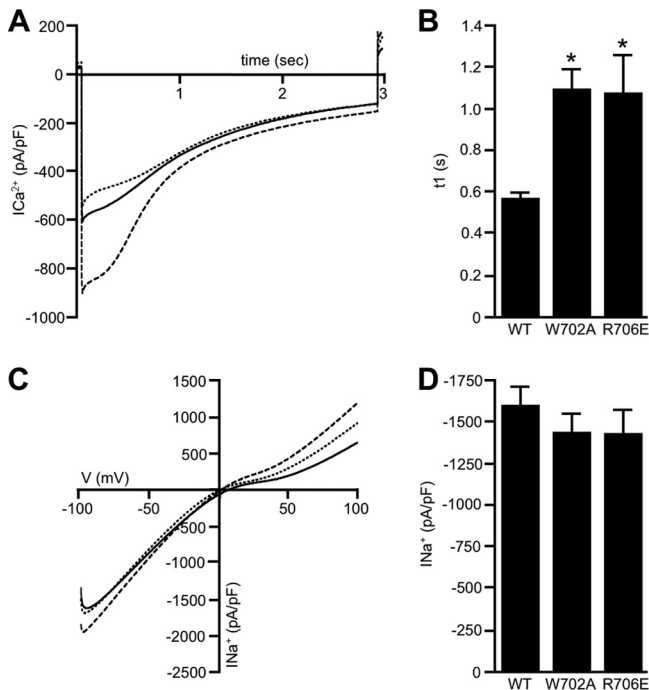 A
200
0
-200
-400
-600
-800
-1000
ICa²⁺ (pA/pF)
time (sec)
1
2
3
B
1.4
1.2
1.0
0.8
0.6
0.4
0.2
0
t1 (s)
*
*
WT
W702A
R706E
C
1500
1000
500
-500
-1000
-1500
-2000
-2500
V (mV)
-100
-50
0
50
100
INa⁺ (pA/pF)
D
-1750
-1500
-1250
-1000
-750
-500
-250
0
INa⁺ (pA/pF)
WT
W702A
R706E